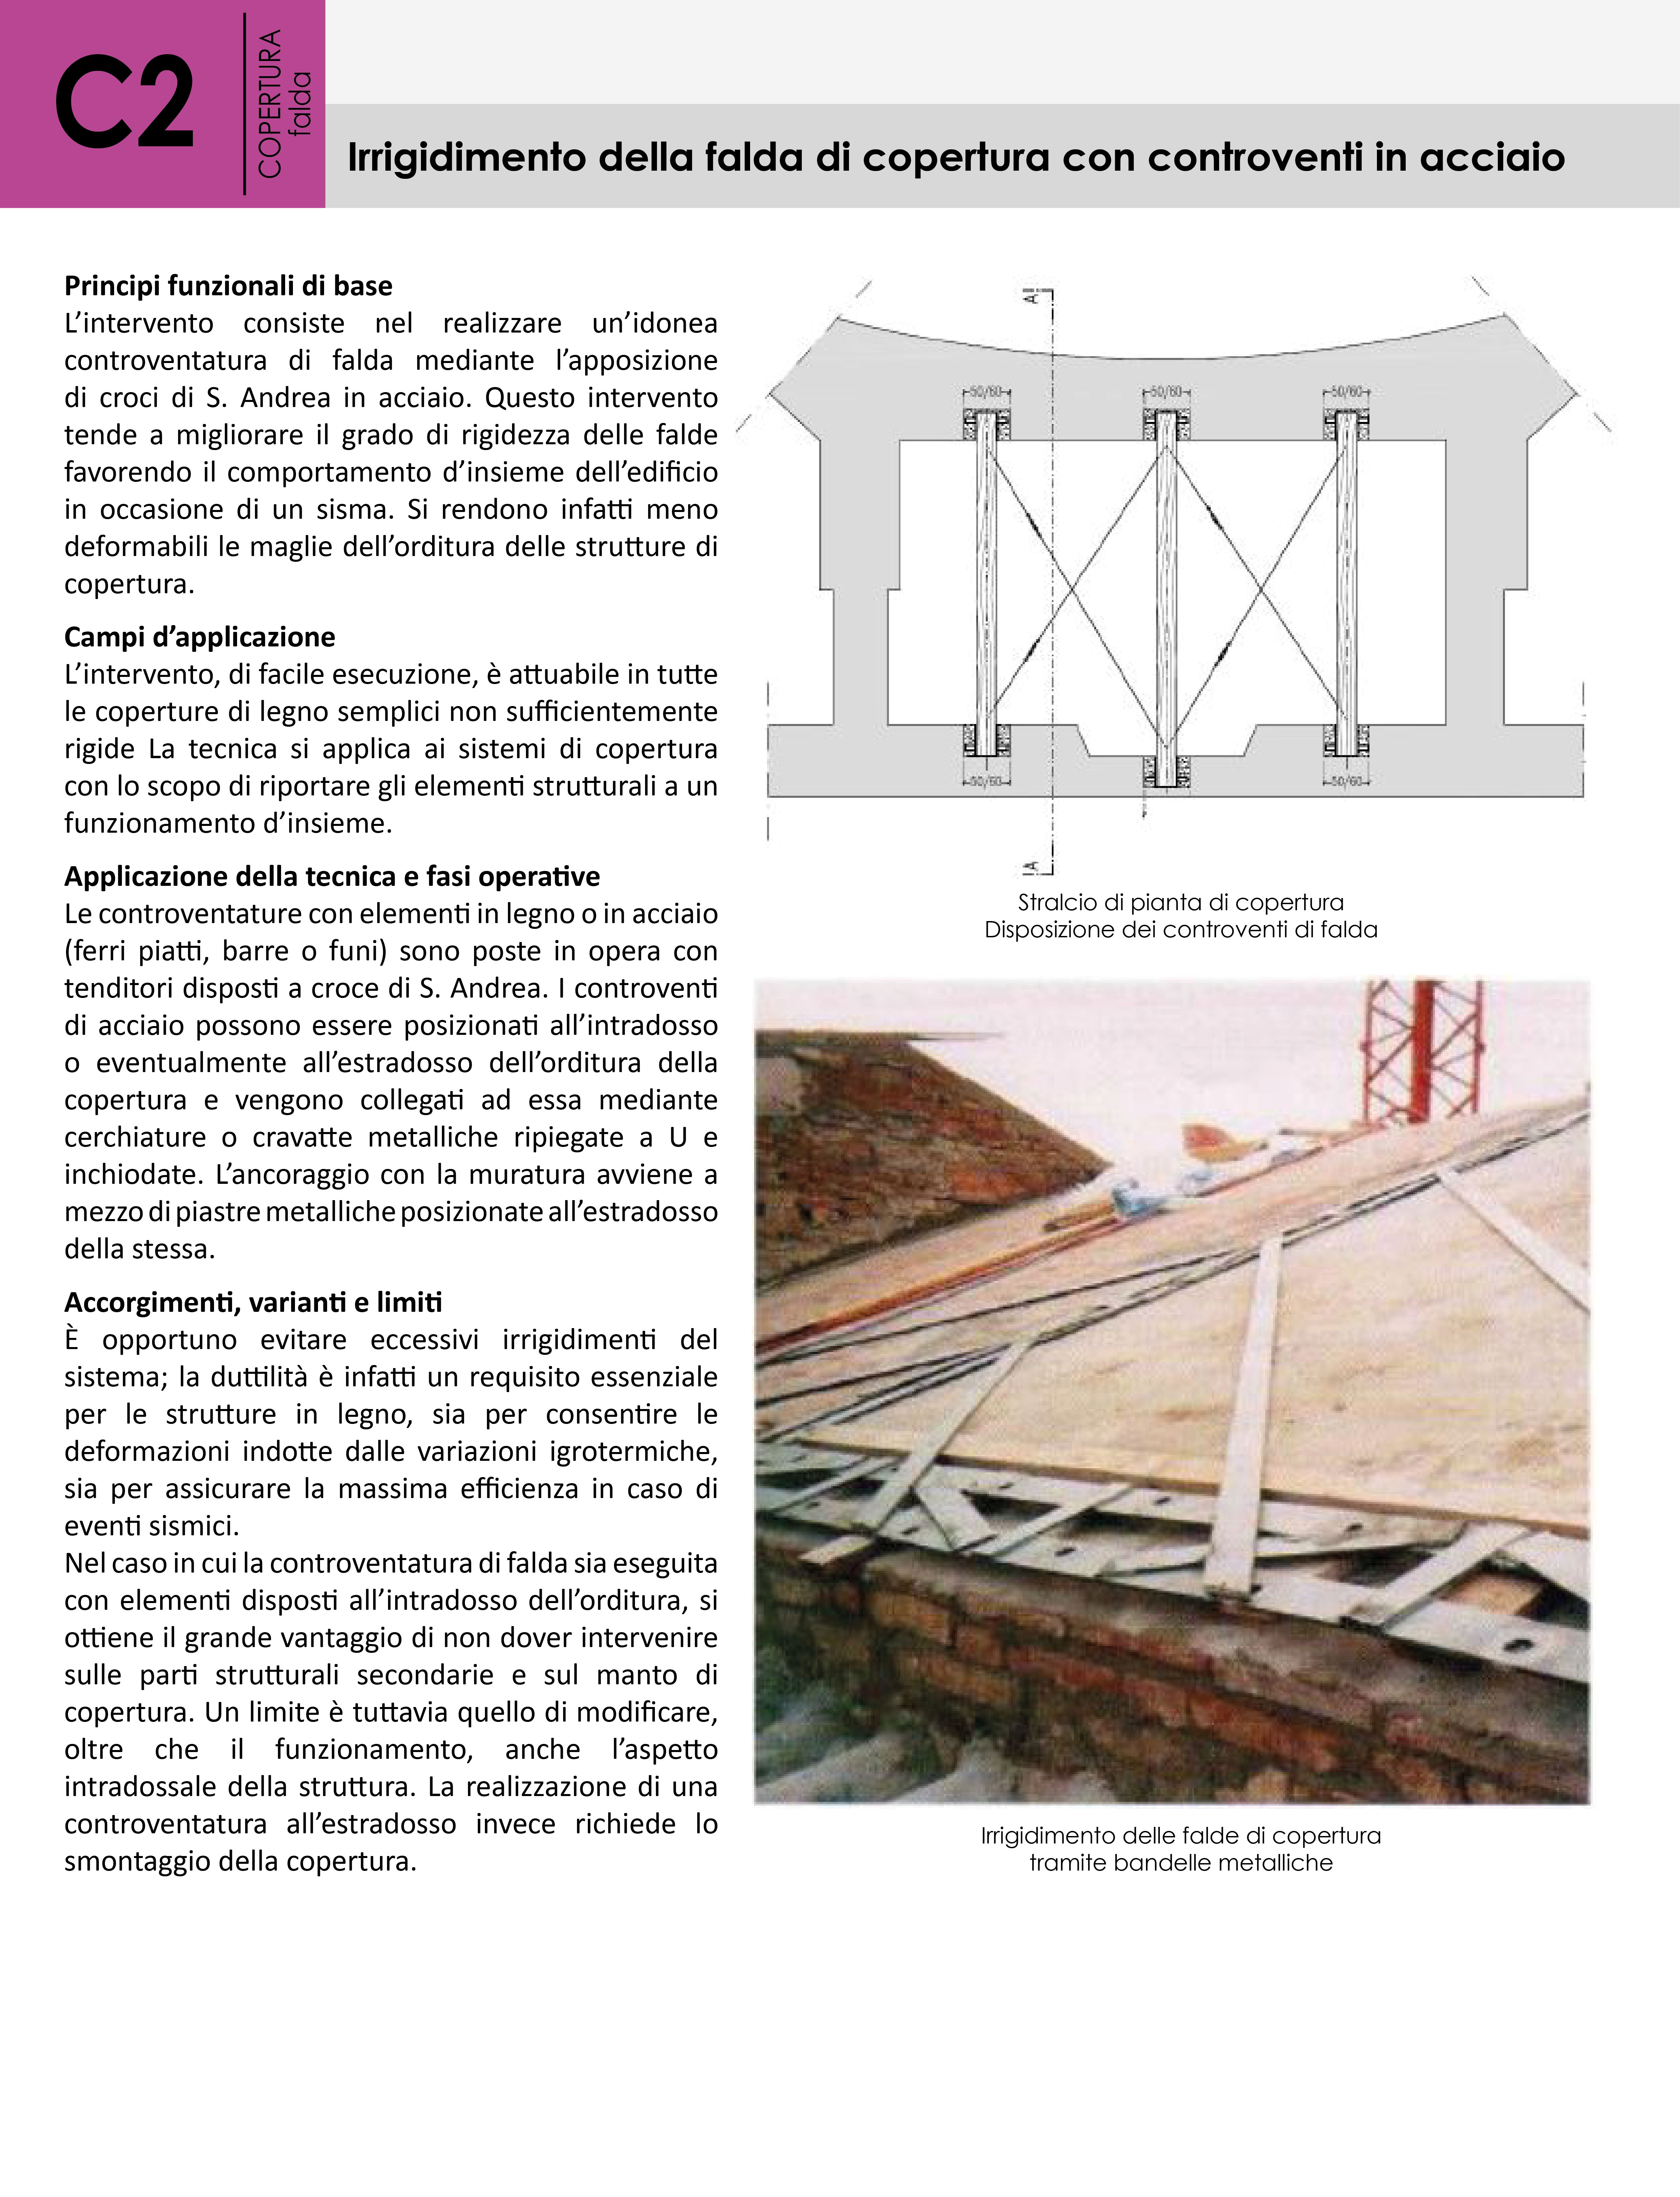 C2
COPERTURA
falda
Irrigidimento della falda di copertura con controventi in acciaio
Principi funzionali di base
L’intervento consiste nel realizzare un’idonea
controventatura di falda mediante l’apposizione
di croci di S. Andrea in acciaio. Questo intervento
tende a migliorare il grado di rigidezza delle falde
favorendo il comportamento d’insieme dell’edificio
in occasione di un sisma. Si rendono infatti meno
deformabili le maglie dell’orditura delle strutture di
copertura.
Campi d’applicazione
L’intervento, di facile esecuzione, è attuabile in tutte
le coperture di legno semplici non sufficientemente
rigide La tecnica si applica ai sistemi di copertura
con lo scopo di riportare gli elementi strutturali a un
funzionamento d’insieme.
Applicazione della tecnica e fasi operative
Le controventature con elementi in legno o in acciaio
(ferri piatti, barre o funi) sono poste in opera con
tenditori disposti a croce di S. Andrea. I controventi
di acciaio possono essere posizionati all’intradosso
o eventualmente all’estradosso dell’orditura della
copertura e vengono collegati ad essa mediante
cerchiature o cravatte metalliche ripiegate a U e
inchiodate. L’ancoraggio con la muratura avviene a
mezzo di piastre metalliche posizionate all’estradosso
della stessa.
Accorgimenti, varianti e limiti
È opportuno evitare eccessivi irrigidimenti del
sistema; la duttilità è infatti un requisito essenziale
per le strutture in legno, sia per consentire le
deformazioni indotte dalle variazioni igrotermiche,
sia per assicurare la massima efficienza in caso di
eventi sismici.
Nel caso in cui la controventatura di falda sia eseguita
con elementi disposti all’intradosso dell’orditura, si
ottiene il grande vantaggio di non dover intervenire
sulle parti strutturali secondarie e sul manto di
copertura. Un limite è tuttavia quello di modificare,
oltre che il funzionamento, anche l’aspetto
intradossale della struttura. La realizzazione di una
controventatura all’estradosso invece richiede lo
smontaggio della copertura.
A
50/60 50/60 50/60
50/60 50/60
A
Stralcio di pianta di copertura
Disposizione dei controventi di falda
Irrigidimento delle falde di copertura
tramite bandelle metalliche